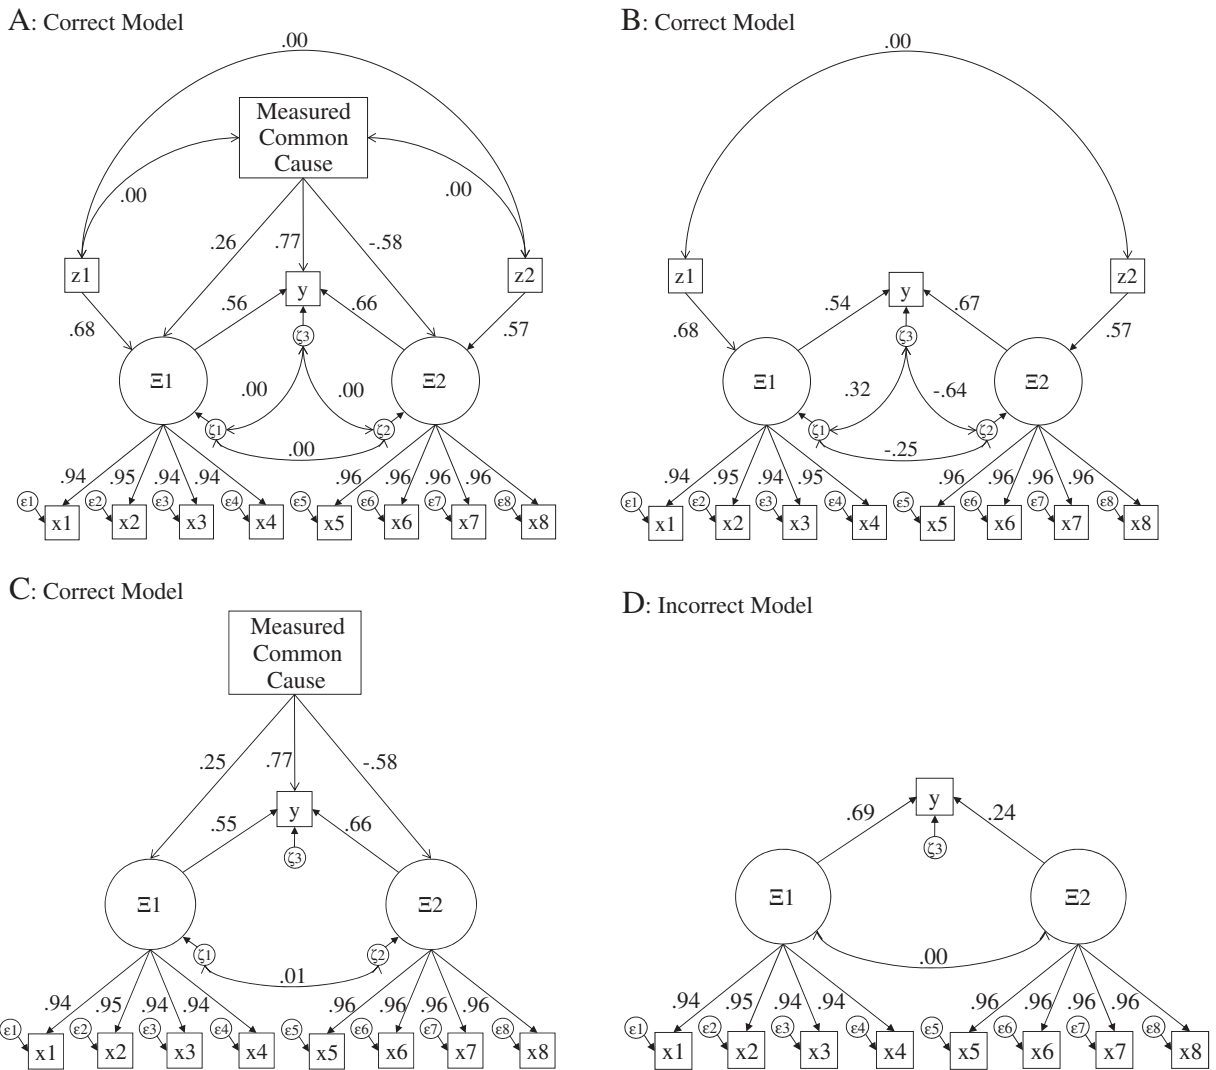 A: Correct Model
.00
Measured
Common
Cause
.00
.00
.26
.77
-.58
z1
z2
y
.56
.66
.68
.57
ζ3
Ξ1
Ξ2
.00
.00
ζ1
ζ2
.00
.94
.95
.94
.94
.96
.96
.96
.96
ε1
ε2
ε3
ε4
ε5
ε6
ε7
ε8
x1
x2
x3
x4
x5
x6
x7
x8
B: Correct Model
.00
z1
z2
y
.54
.67
.68
.57
ζ3
Ξ1
Ξ2
.32
-.64
ζ1
ζ2
-.25
.94
.95
.94
.95
.96
.96
.96
.96
ε1
ε2
ε3
ε4
ε5
ε6
ε7
ε8
x1
x2
x3
x4
x5
x6
x7
x8
C: Correct Model
Measured
Common
Cause
.25
.77
-.58
y
.55
.66
ζ3
Ξ1
Ξ2
ζ1
ζ2
.01
.94
.95
.94
.94
.96
.96
.96
.96
ε1
ε2
ε3
ε4
ε5
ε6
ε7
ε8
x1
x2
x3
x4
x5
x6
x7
x8
D: Incorrect Model
y
.69
.24
ζ3
Ξ1
Ξ2
.00
.94
.95
.94
.94
.96
.96
.96
.96
ε1
ε2
ε3
ε4
ε5
ε6
ε7
ε8
x1
x2
x3
x4
x5
x6
x7
x8